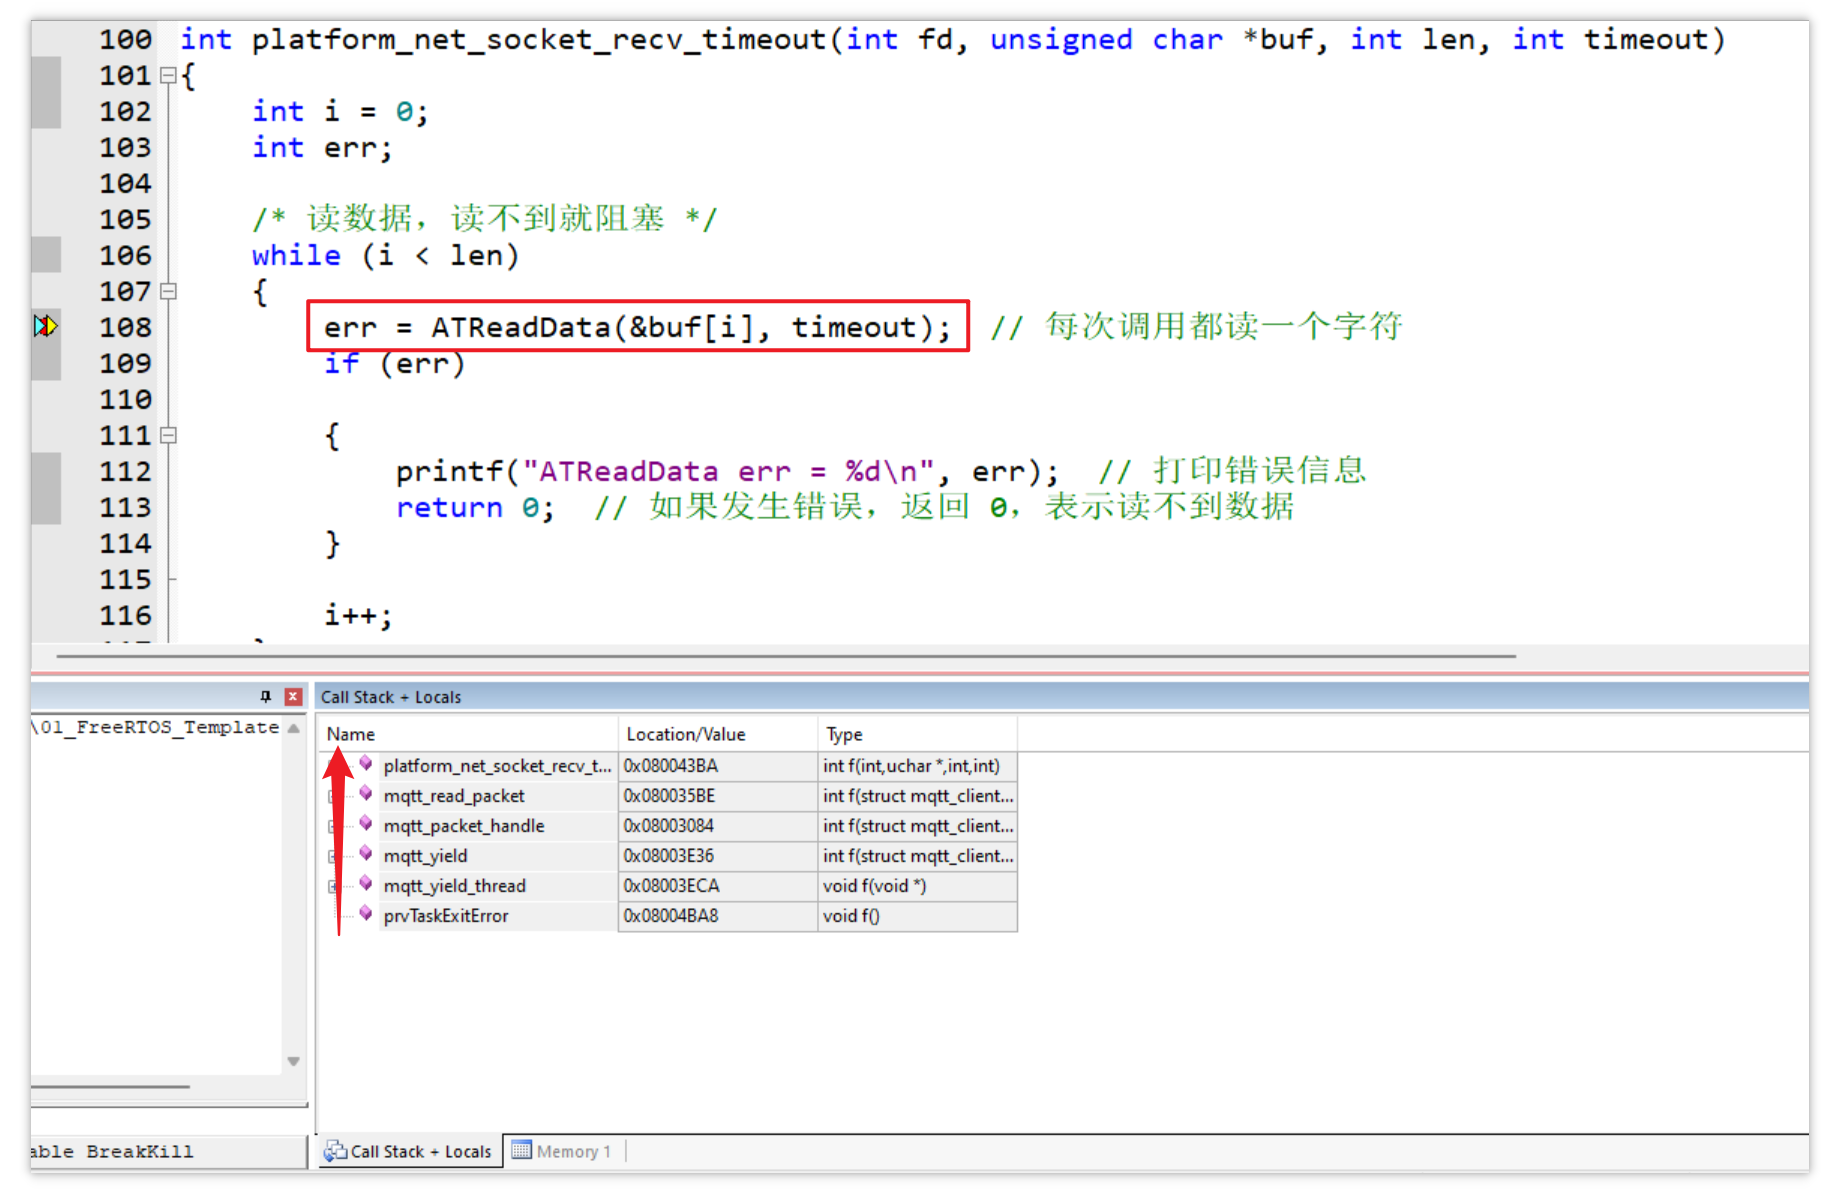 100 int platform_net_socket_recv_timeout(int fd, unsigned char *buf, int len, int timeout)
101 {
102 int i = 0;
103 int err;
104
105 /* 读数据，读不到就阻塞 */
106 while (i < len)
107 {
108 err = ATReadData(&buf[i], timeout); // 每次调用都读一个字符
109 if (err)
110
111 {
112 printf("ATReadData err = %d\n", err); // 打印错误信息
113 return 0; // 如果发生错误，返回 0，表示读不到数据
114 }
115
116 i++;
Call Stack + Locals
\01_FreeRTOS_Template
Name Location/Value Type
platform_net_socket_recv_t... 0x080043BA int f(int,uchar *,int,int)
mqtt_read_packet 0x080035BE int f(struct mqtt_client...
mqtt_packet_handle 0x08003084 int f(struct mqtt_client...
mqtt_yield 0x08003E36 int f(struct mqtt_client...
mqtt_yield_thread 0x08003ECA void f(void *)
prvTaskExitError 0x08004BA8 void f()
able BreakKill
Call Stack + Locals Memory 1